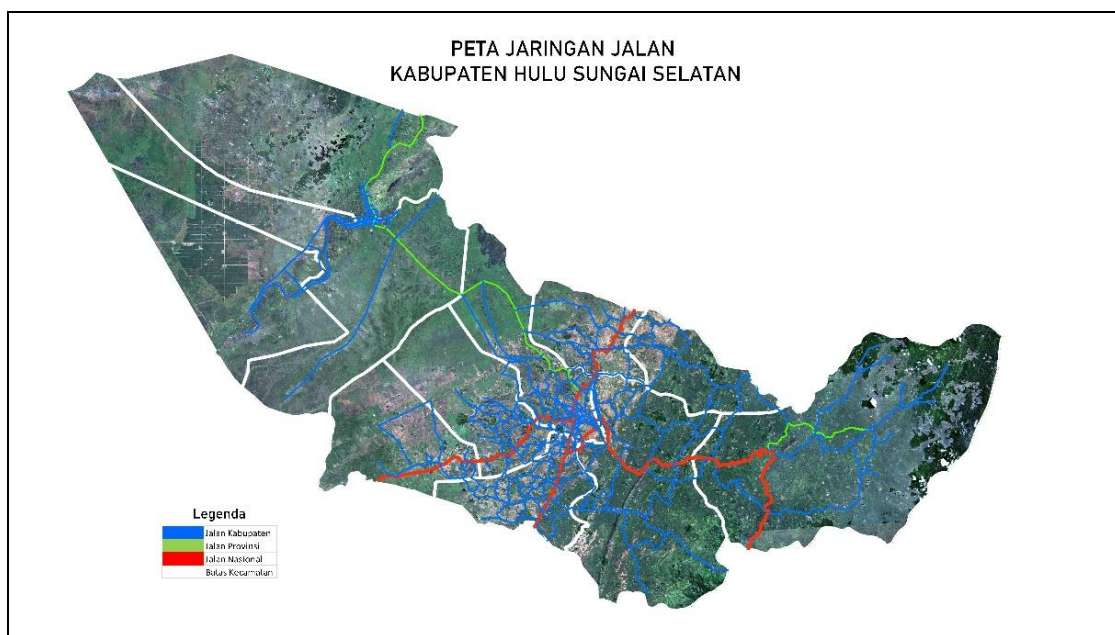 PETA JARINGAN JALAN
KABUPATEN HULU SUNGAI SELATAN
Legenda
Jalan Kabupaten
Jalan Provinsi
Jalan Nasional
Batas Kecamatan